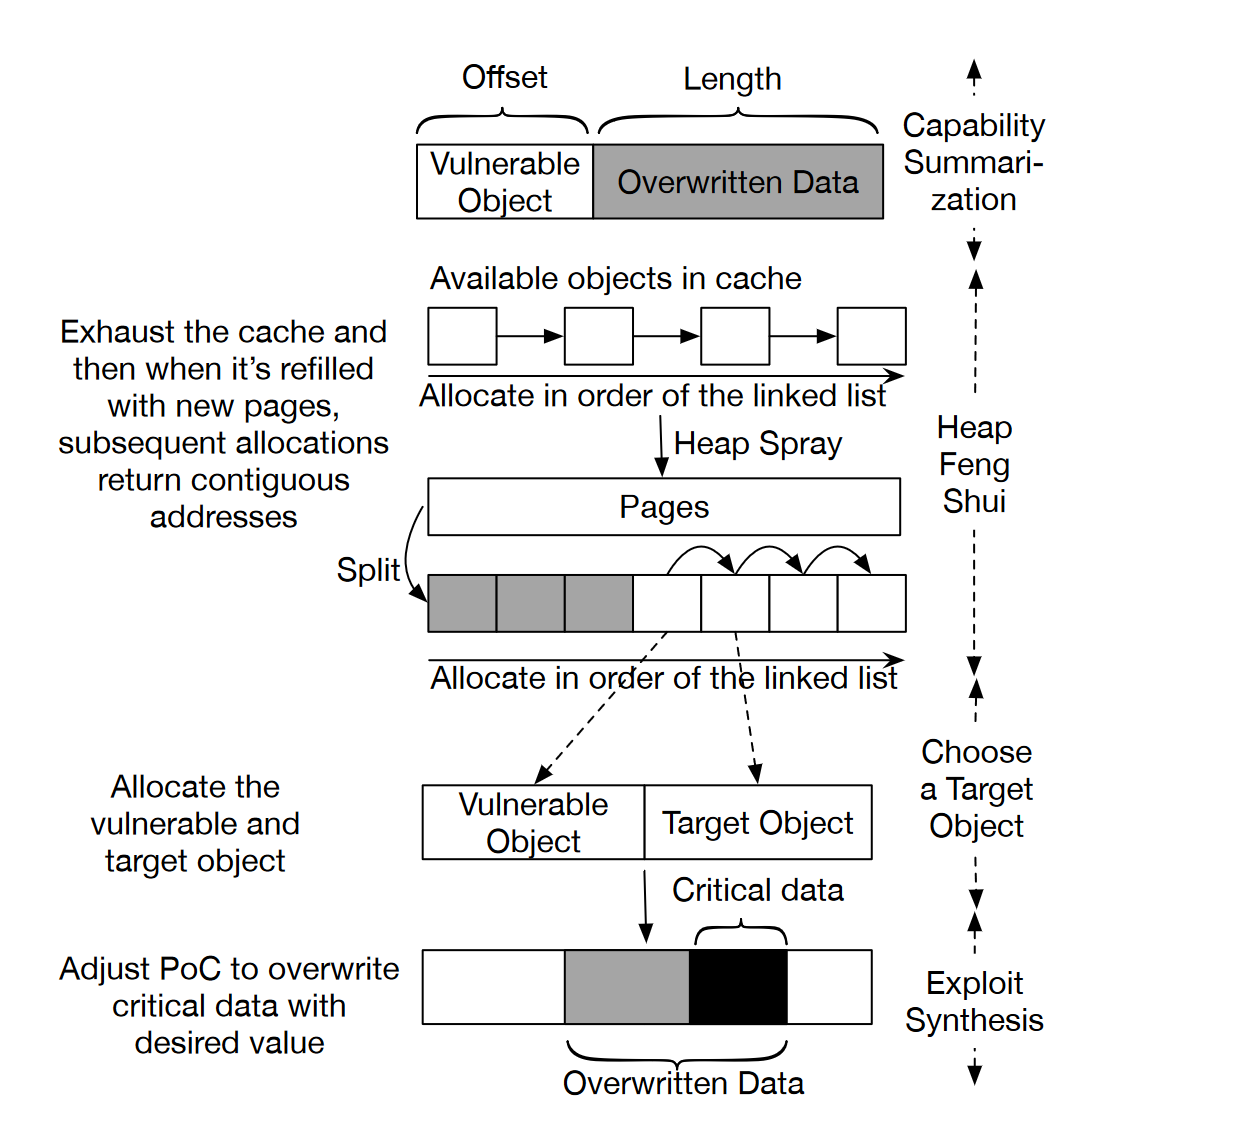 Offset
Length
Vulnerable
Object
Overwritten Data
Capability
Summari-
zation
Available objects in cache
Exhaust the cache and
then when it’s refilled
with new pages,
subsequent allocations
return contiguous
addresses
Allocate in order of the linked list
Heap Spray
Heap
Feng
Shui
Pages
Split
Allocate in order of the linked list
Allocate the
vulnerable and
target object
Vulnerable
Object
Target Object
Choose
a Target
Object
Critical data
Adjust PoC to overwrite
critical data with
desired value
Exploit
Synthesis
Overwritten Data